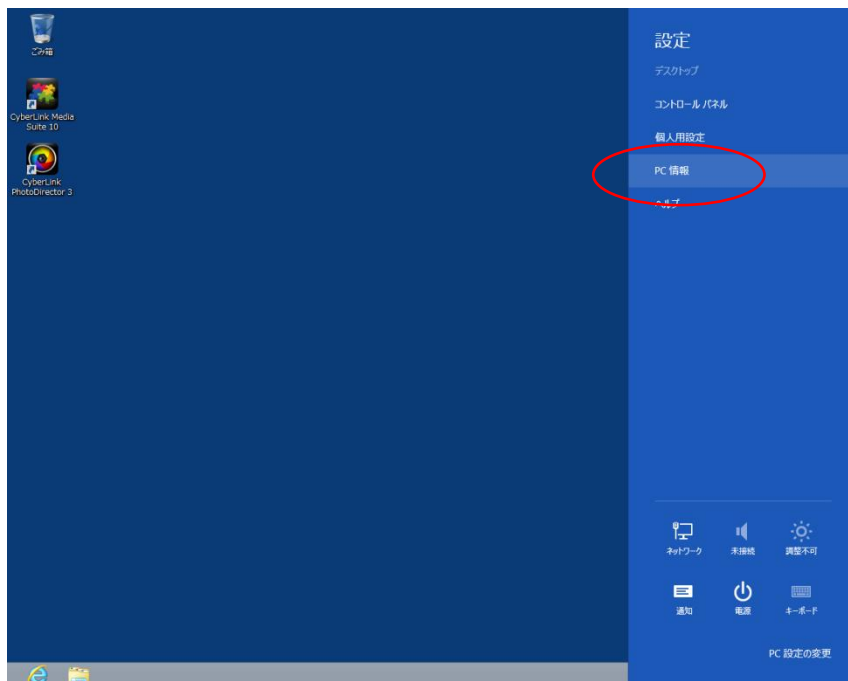 ごみ箱
CyberLink Media
Suite 10
CyberLink
PhotoDirector 3
設定
デスクトップ
コントロール パネル
個人用設定
PC 情報
ヘルプ
ネットワーク
未接続
調整不可
通知
電源
キーボード
PC 設定の変更